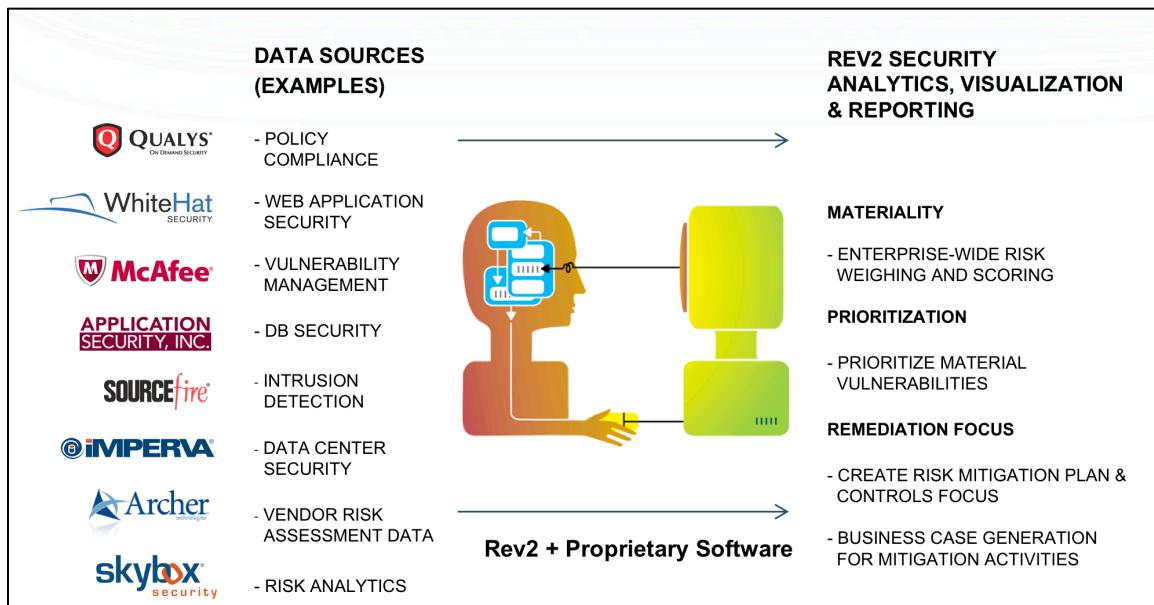 DATA SOURCES
(EXAMPLES)
REV2 SECURITY
ANALYTICS, VISUALIZATION
& REPORTING
Q QUALYS®
ON DEMAND SECURITY
- POLICY
COMPLIANCE
WhiteHat
SECURITY
- WEB APPLICATION
SECURITY
M McAfee®
- VULNERABILITY
MANAGEMENT
APPLICATION
SECURITY, INC.
- DB SECURITY
SOURCEfire®
- INTRUSION
DETECTION
iMPERVA®
- DATA CENTER
SECURITY
Archer
technologies
- VENDOR RISK
ASSESSMENT DATA
skybox®
security
- RISK ANALYTICS
Rev2 + Proprietary Software
MATERIALITY
- ENTERPRISE-WIDE RISK
WEIGHING AND SCORING
PRIORITIZATION
- PRIORITIZE MATERIAL
VULNERABILITIES
REMEDIATION FOCUS
- CREATE RISK MITIGATION PLAN &
CONTROLS FOCUS
- BUSINESS CASE GENERATION
FOR MITIGATION ACTIVITIES